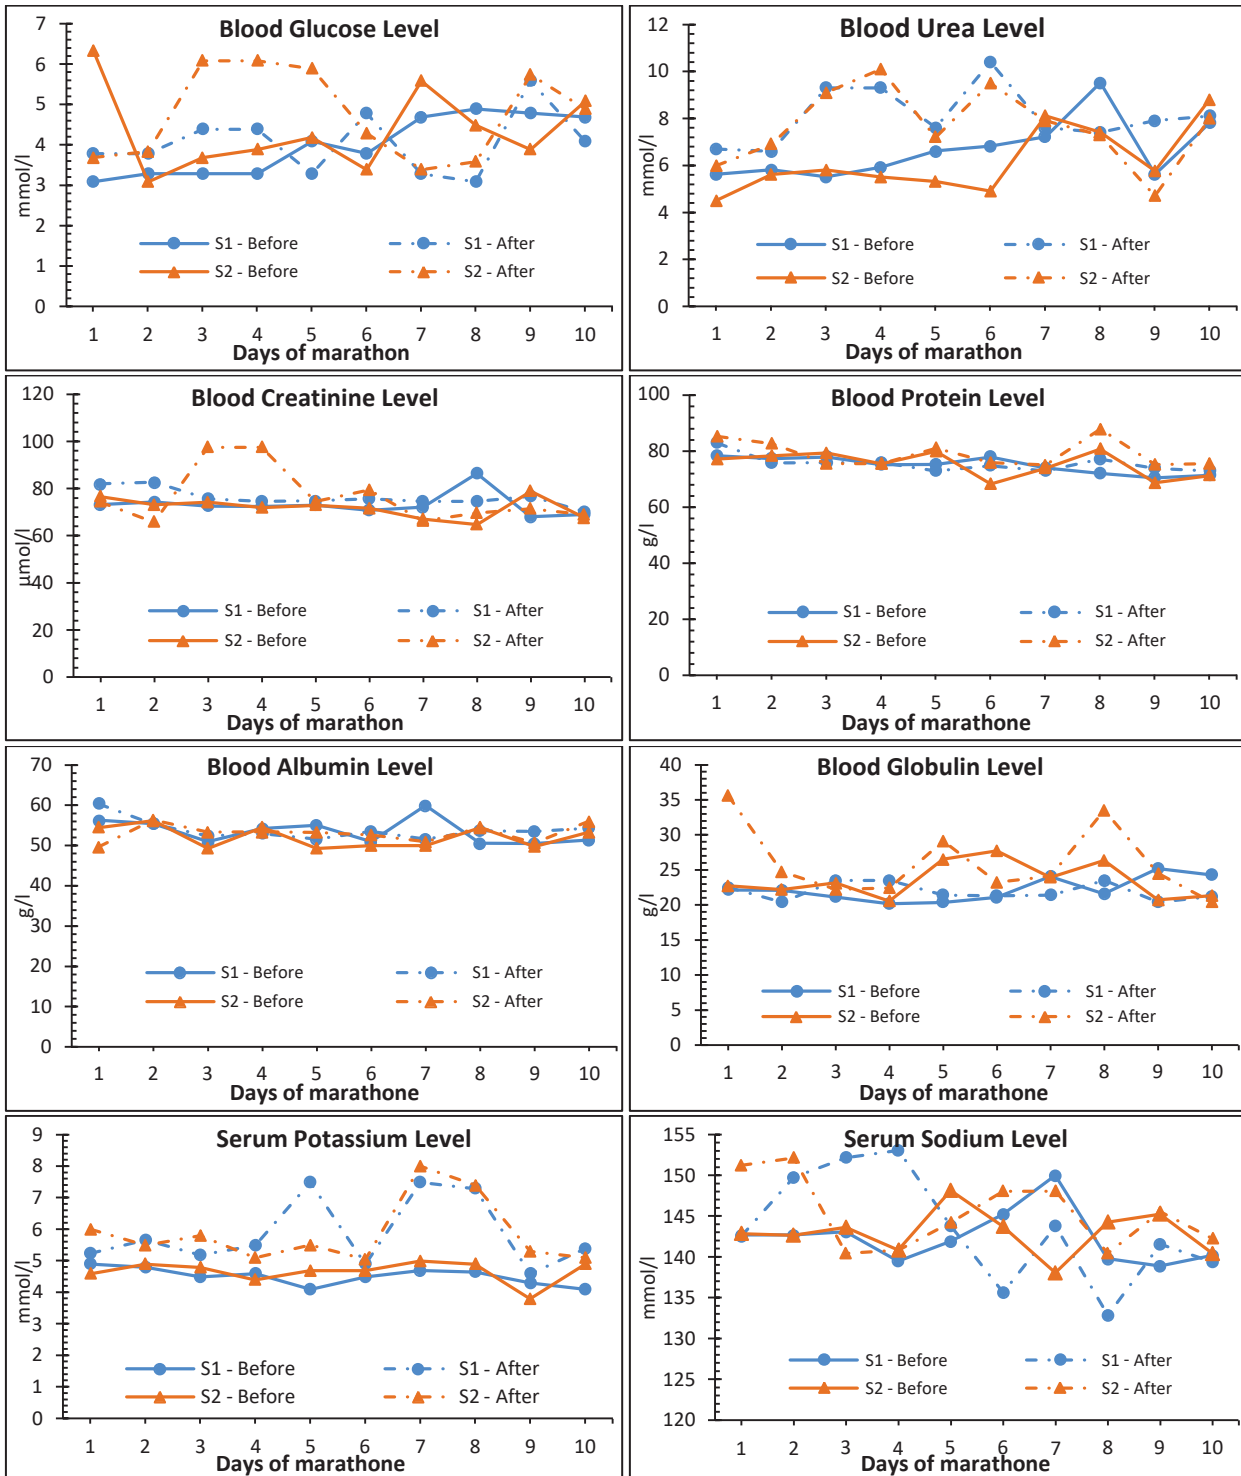 Blood Glucose Level
7
6
5
4
3
2
1
0
mmol/l
S1 - Before
S1 - After
S2 - Before
S2 - After
1 2 3 4 5 6 7 8 9 10
Days of marathon
Blood Urea Level
12
10
8
6
4
2
0
mmol/l
S1 - Before
S1 - After
S2 - Before
S2 - After
1 2 3 4 5 6 7 8 9 10
Days of marathon
Blood Creatinine Level
120
100
80
60
40
20
0
µmol/l
S1 - Before
S1 - After
S2 - Before
S2 - After
1 2 3 4 5 6 7 8 9 10
Days of marathon
Blood Protein Level
100
80
60
40
20
0
g/l
S1 - Before
S1 - After
S2 - Before
S2 - After
1 2 3 4 5 6 7 8 9 10
Days of marathone
Blood Albumin Level
70
60
50
40
30
20
10
0
g/l
S1 - Before
S1 - After
S2 - Before
S2 - After
1 2 3 4 5 6 7 8 9 10
Days of marathone
Blood Globulin Level
40
35
30
25
20
15
10
5
0
g/l
S1 - Before
S1 - After
S2 - Before
S2 - After
1 2 3 4 5 6 7 8 9 10
Days of marathone
Serum Potassium Level
9
8
7
6
5
4
3
2
1
0
mmol/l
S1 - Before
S1 - After
S2 - Before
S2 - After
1 2 3 4 5 6 7 8 9 10
Days of marathone
Serum Sodium Level
155
150
145
140
135
130
125
120
mmol/l
S1 - Before
S1 - After
S2 - Before
S2 - After
1 2 3 4 5 6 7 8 9 10
Days of marathone